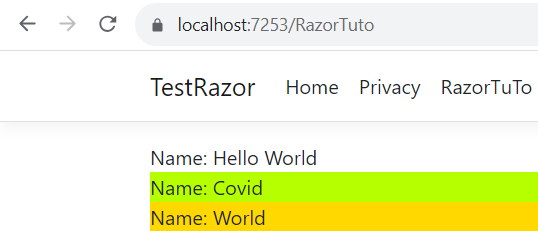 localhost:7253/RazorTuto
TestRazor Home Privacy RazorTuTo
Name: Hello World
Name: Covid
Name: World